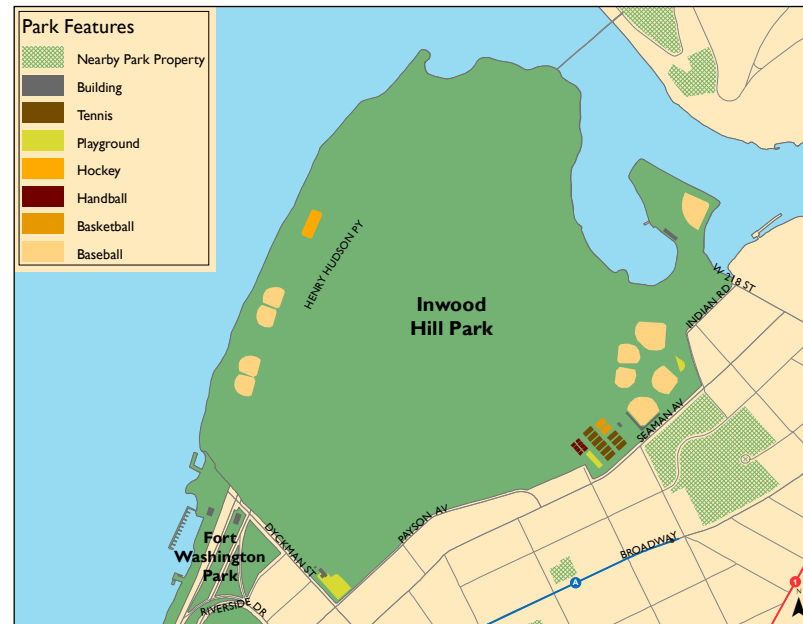 Park Features
Nearby Park Property
Building
Tennis
Playground
Hockey
Handball
Basketball
Baseball
HENRY HUDSON PY
W 218 ST
INDIAN RD
Inwood
Hill Park
SEAMAN AV
PAYSON AV
DYCKMAN ST
Fort
Washington
Park
RIVERSIDE DR
BROADWAY
A
1
N